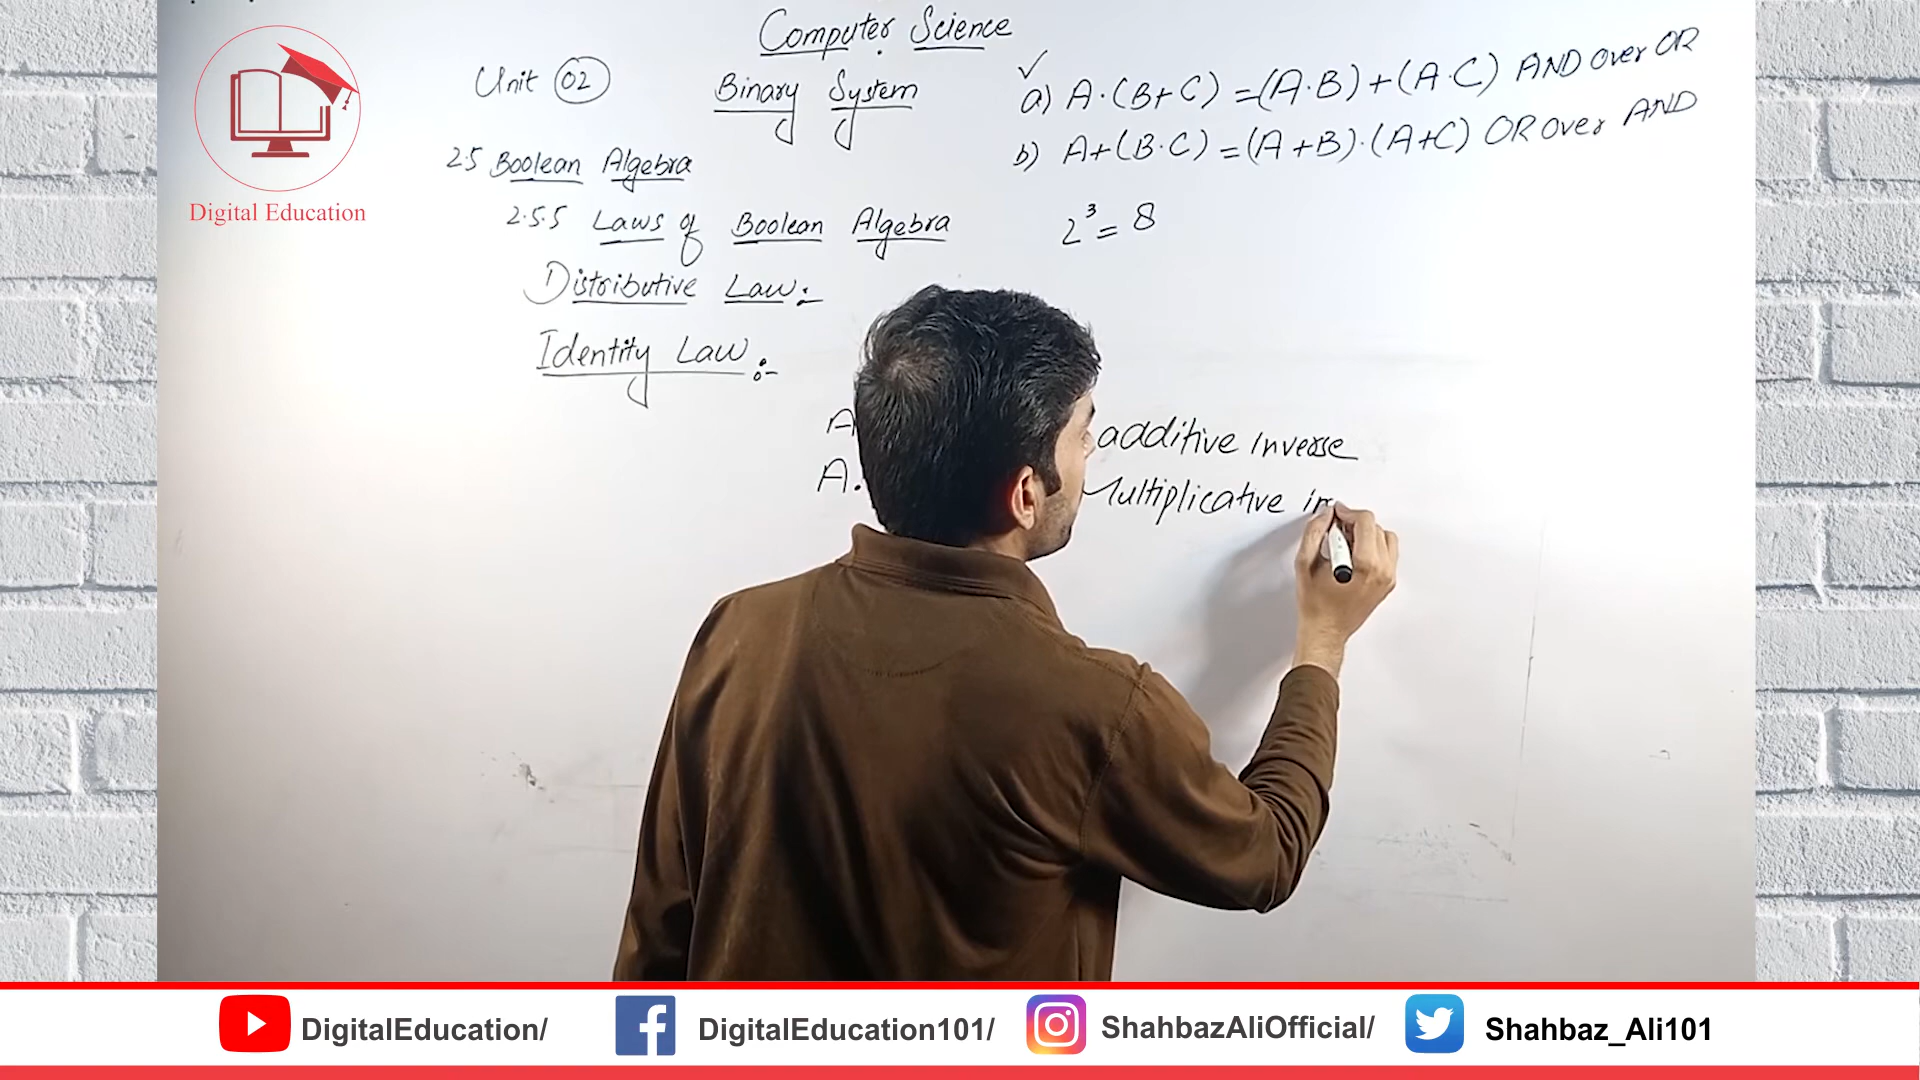 Computer Science
Unit 02 Binary System
a) A.(B+C) =(A.B)+(A.C) AND over OR
b) A+(B.C) =(A+B).(A+C) OR over AND
2.5 Boolean Algebra
Digital Education
2.5.5 Laws of Boolean Algebra
2³ = 8
Distributive Law:-
Identity Law:-
A additive inverse
A. Multiplicative in
DigitalEducation/
DigitalEducation101/
ShahbazAliOfficial/
Shahbaz_Ali101